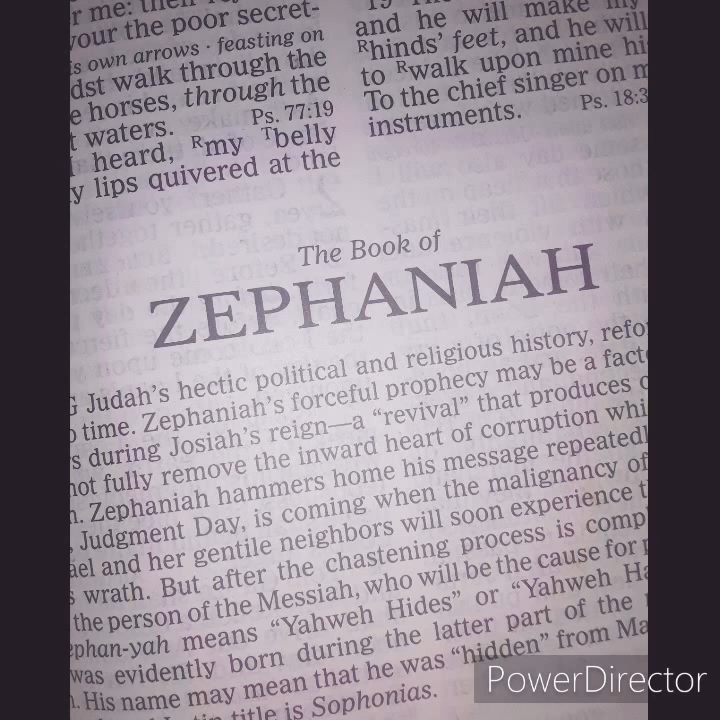 r me: then
your the poor secret-
s own arrows · feasting on
dst walk through the
e horses, through the
t waters. Ps. 77:19
heard, ᴿmy ᵀbelly
y lips quivered at the
19
and he will make my
ᴿhinds' feet, and he will
to ᴿwalk upon mine hi
To the chief singer on m
instruments. Ps. 18:3
The Book of
ZEPHANIAH
G Judah's hectic political and religious history, refo
o time. Zephaniah's forceful prophecy may be a facto
s during Josiah's reign—a “revival” that produces o
not fully remove the inward heart of corruption whi
n. Zephaniah hammers home his message repeatedl
, Judgment Day, is coming when the malignancy of
ael and her gentile neighbors will soon experience t
s wrath. But after the chastening process is comp
the person of the Messiah, who will be the cause for r
ephan-yah means “Yahweh Hides” or “Yahweh Ha
was evidently born during the latter part of the
n. His name may mean that he was “hidden” from Ma
title is Sophonias.
PowerDirector